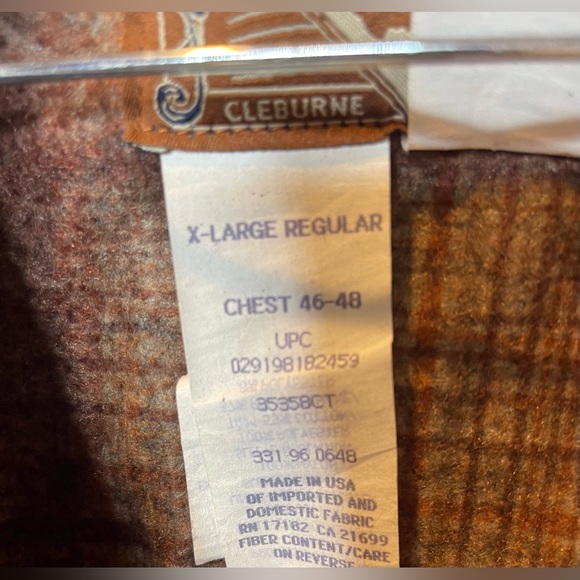 CLEBURNE
X-LARGE REGULAR
CHEST 46-48
UPC
029198182459
35358CT
331 96 0648
MADE IN USA
OF IMPORTED AND
DOMESTIC FABRIC
RN 17182 CA 21699
FIBER CONTENT/CARE
ON REVERSE